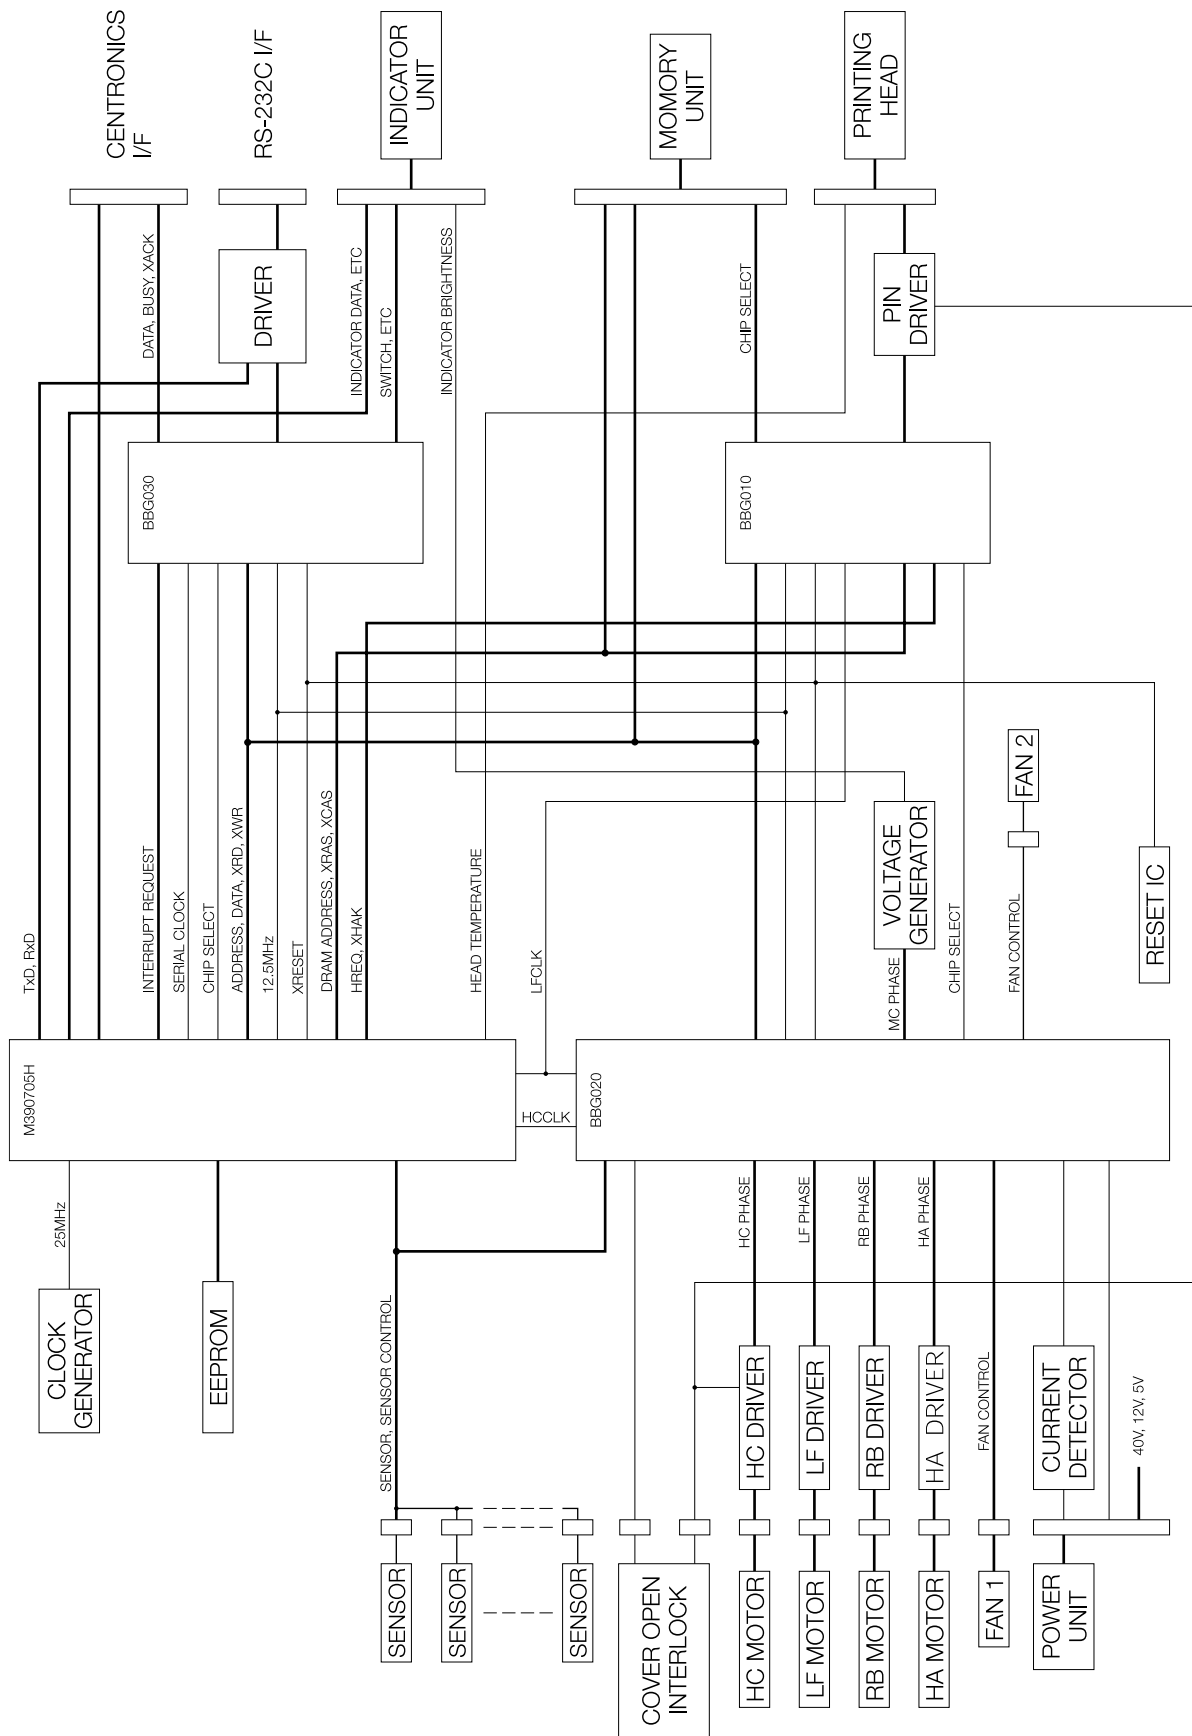 CENTRONICS
I/F
RS-232C I/F
INDICATOR
UNIT
MOMORY
UNIT
PRINTING
HEAD
DATA, BUSY, XACK
DRIVER
INDICATOR DATA, ETC
SWITCH, ETC
INDICATOR BRIGHTNESS
CHIP SELECT
PIN
DRIVER
BBG030
BBG010
TxD, RxD
INTERRUPT REQUEST
SERIAL CLOCK
CHIP SELECT
ADDRESS, DATA, XRD, XWR
12.5MHz
XRESET
DRAM ADDRESS, XRAS, XCAS
HREQ, XHAK
HEAD TEMPERATURE
LFCLK
MC PHASE
VOLTAGE
GENERATOR
CHIP SELECT
FAN CONTROL
FAN 2
RESET IC
M390705H
HCCLK
BBG020
25MHz
CLOCK
GENERATOR
EEPROM
SENSOR, SENSOR CONTROL
HC PHASE
LF PHASE
RB PHASE
HA PHASE
HC DRIVER
LF DRIVER
RB DRIVER
HA DRIVER
FAN CONTROL
CURRENT
DETECTOR
40V, 12V, 5V
SENSOR
SENSOR
SENSOR
COVER OPEN
INTERLOCK
HC MOTOR
LF MOTOR
RB MOTOR
HA MOTOR
FAN 1
POWER
UNIT